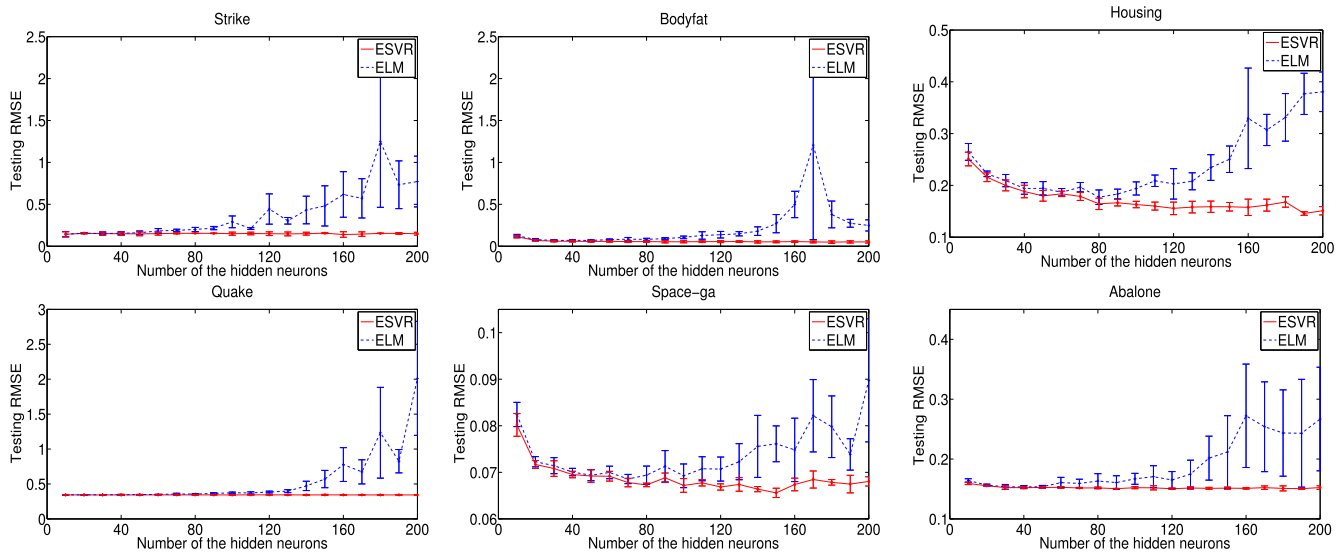 Strike
2.5
2
1.5
1
0.5
0
0 40 80 120 160 200
Testing RMSE
Number of the hidden neurons
ESVR
ELM
Bodyfat
2.5
2
1.5
1
0.5
0
0 40 80 120 160 200
Testing RMSE
Number of the hidden neurons
ESVR
ELM
Housing
0.5
0.4
0.3
0.2
0.1
0 40 80 120 160 200
Testing RMSE
Number of the hidden neurons
ESVR
ELM
Quake
3
2.5
2
1.5
1
0.5
0
0 40 80 120 160 200
Testing RMSE
Number of the hidden neurons
ESVR
ELM
Space-ga
0.1
0.09
0.08
0.07
0.06
0 40 80 120 160 200
Testing RMSE
Number of the hidden neurons
ESVR
ELM
Abalone
0.4
0.3
0.2
0.1
0 40 80 120 160 200
Testing RMSE
Number of the hidden neurons
ESVR
ELM